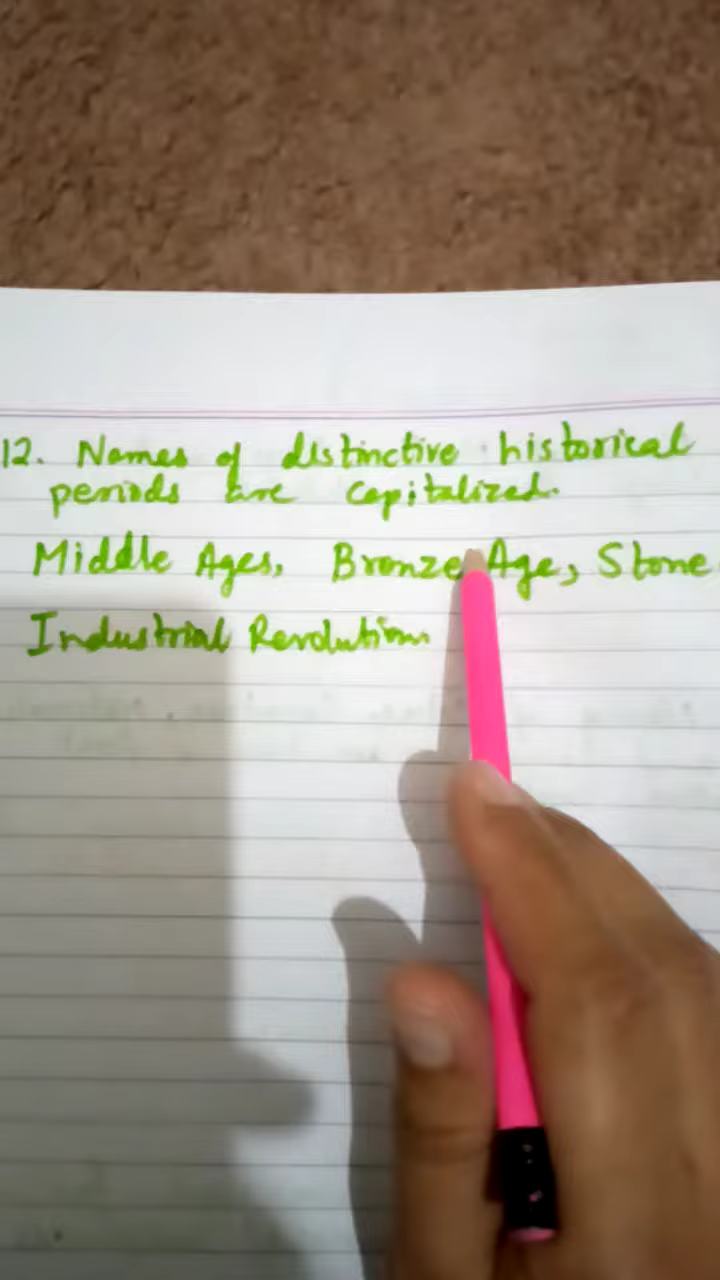 12. Names of distinctive historical
periods are capitalized.
Middle Ages, Bronze Age, Stone
Industrial Revolution